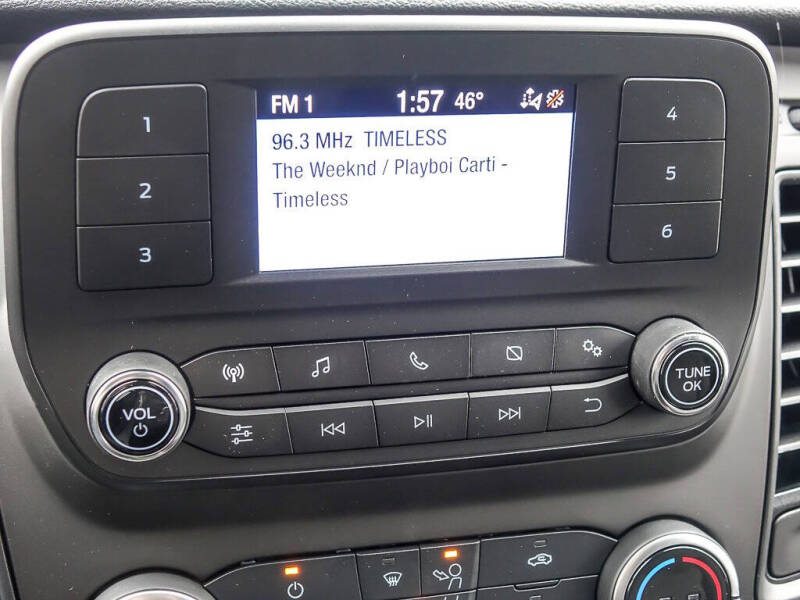 FM 1 1:57 46°
96.3 MHz TIMELESS
The Weeknd / Playboi Carti -
Timeless
1
2
3
4
5
6
VOL
TUNE
OK